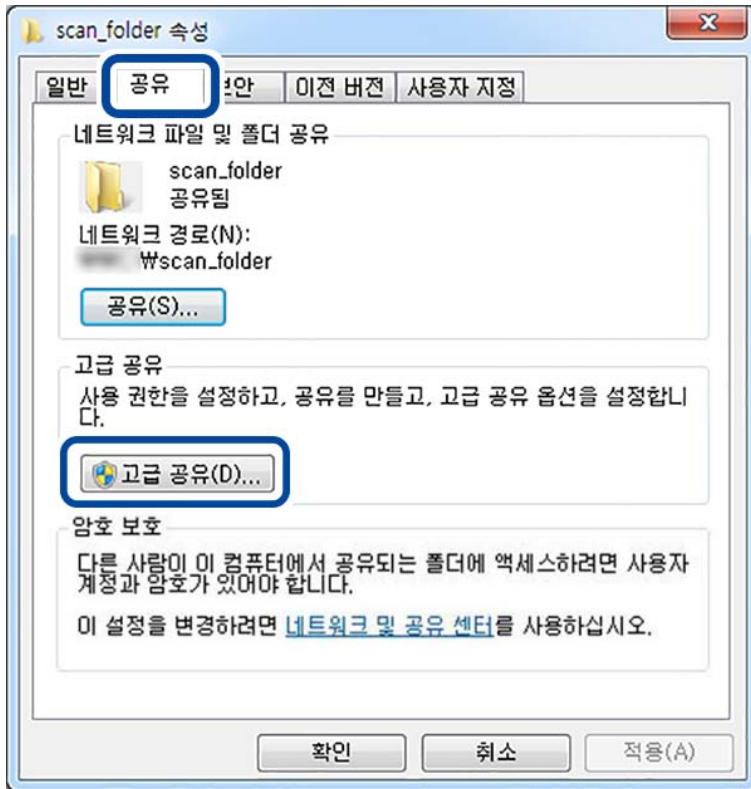 scan_folder 속성
일반 공유 이전 버전 사용자 지정
네트워크 파일 및 폴더 공유
scan_folder
공유됨
네트워크 경로(N):
₩scan_folder
공유(S)...
고급 공유
사용 권한을 설정하고, 공유를 만들고, 고급 공유 옵션을 설정합니
다.
고급 공유(D)...
암호 보호
다른 사람이 이 컴퓨터에서 공유되는 폴더에 액세스하려면 사용자
계정과 암호가 있어야 합니다.
이 설정을 변경하려면 네트워크 및 공유 센터를 사용하십시오.
확인 취소 적용(A)